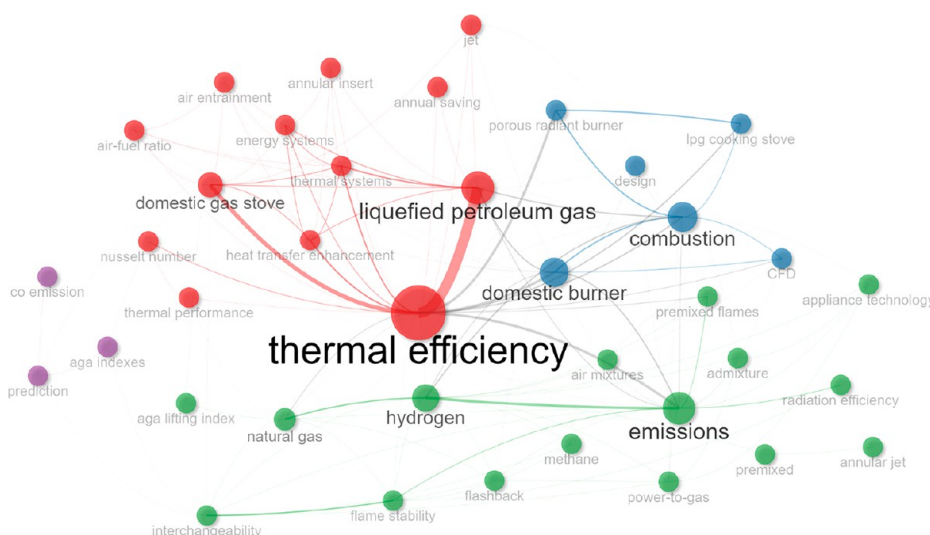 jet
annular insert
air entrainment
annual saving
porous radiant burner
lpg cooking stove
energy systems
air-fuel ratio
thermal systems
design
domestic gas stove
liquefied petroleum gas
combustion
nusselt number
heat transfer enhancement
CFD
co emission
domestic burner
appliance technology
thermal performance
premixed flames
thermal efficiency
aga indexes
air mixtures
admixture
prediction
radiation efficiency
aga lifting index
hydrogen
natural gas
emissions
methane
premixed
annular jet
flashback
power-to-gas
flame stability
interchangeability